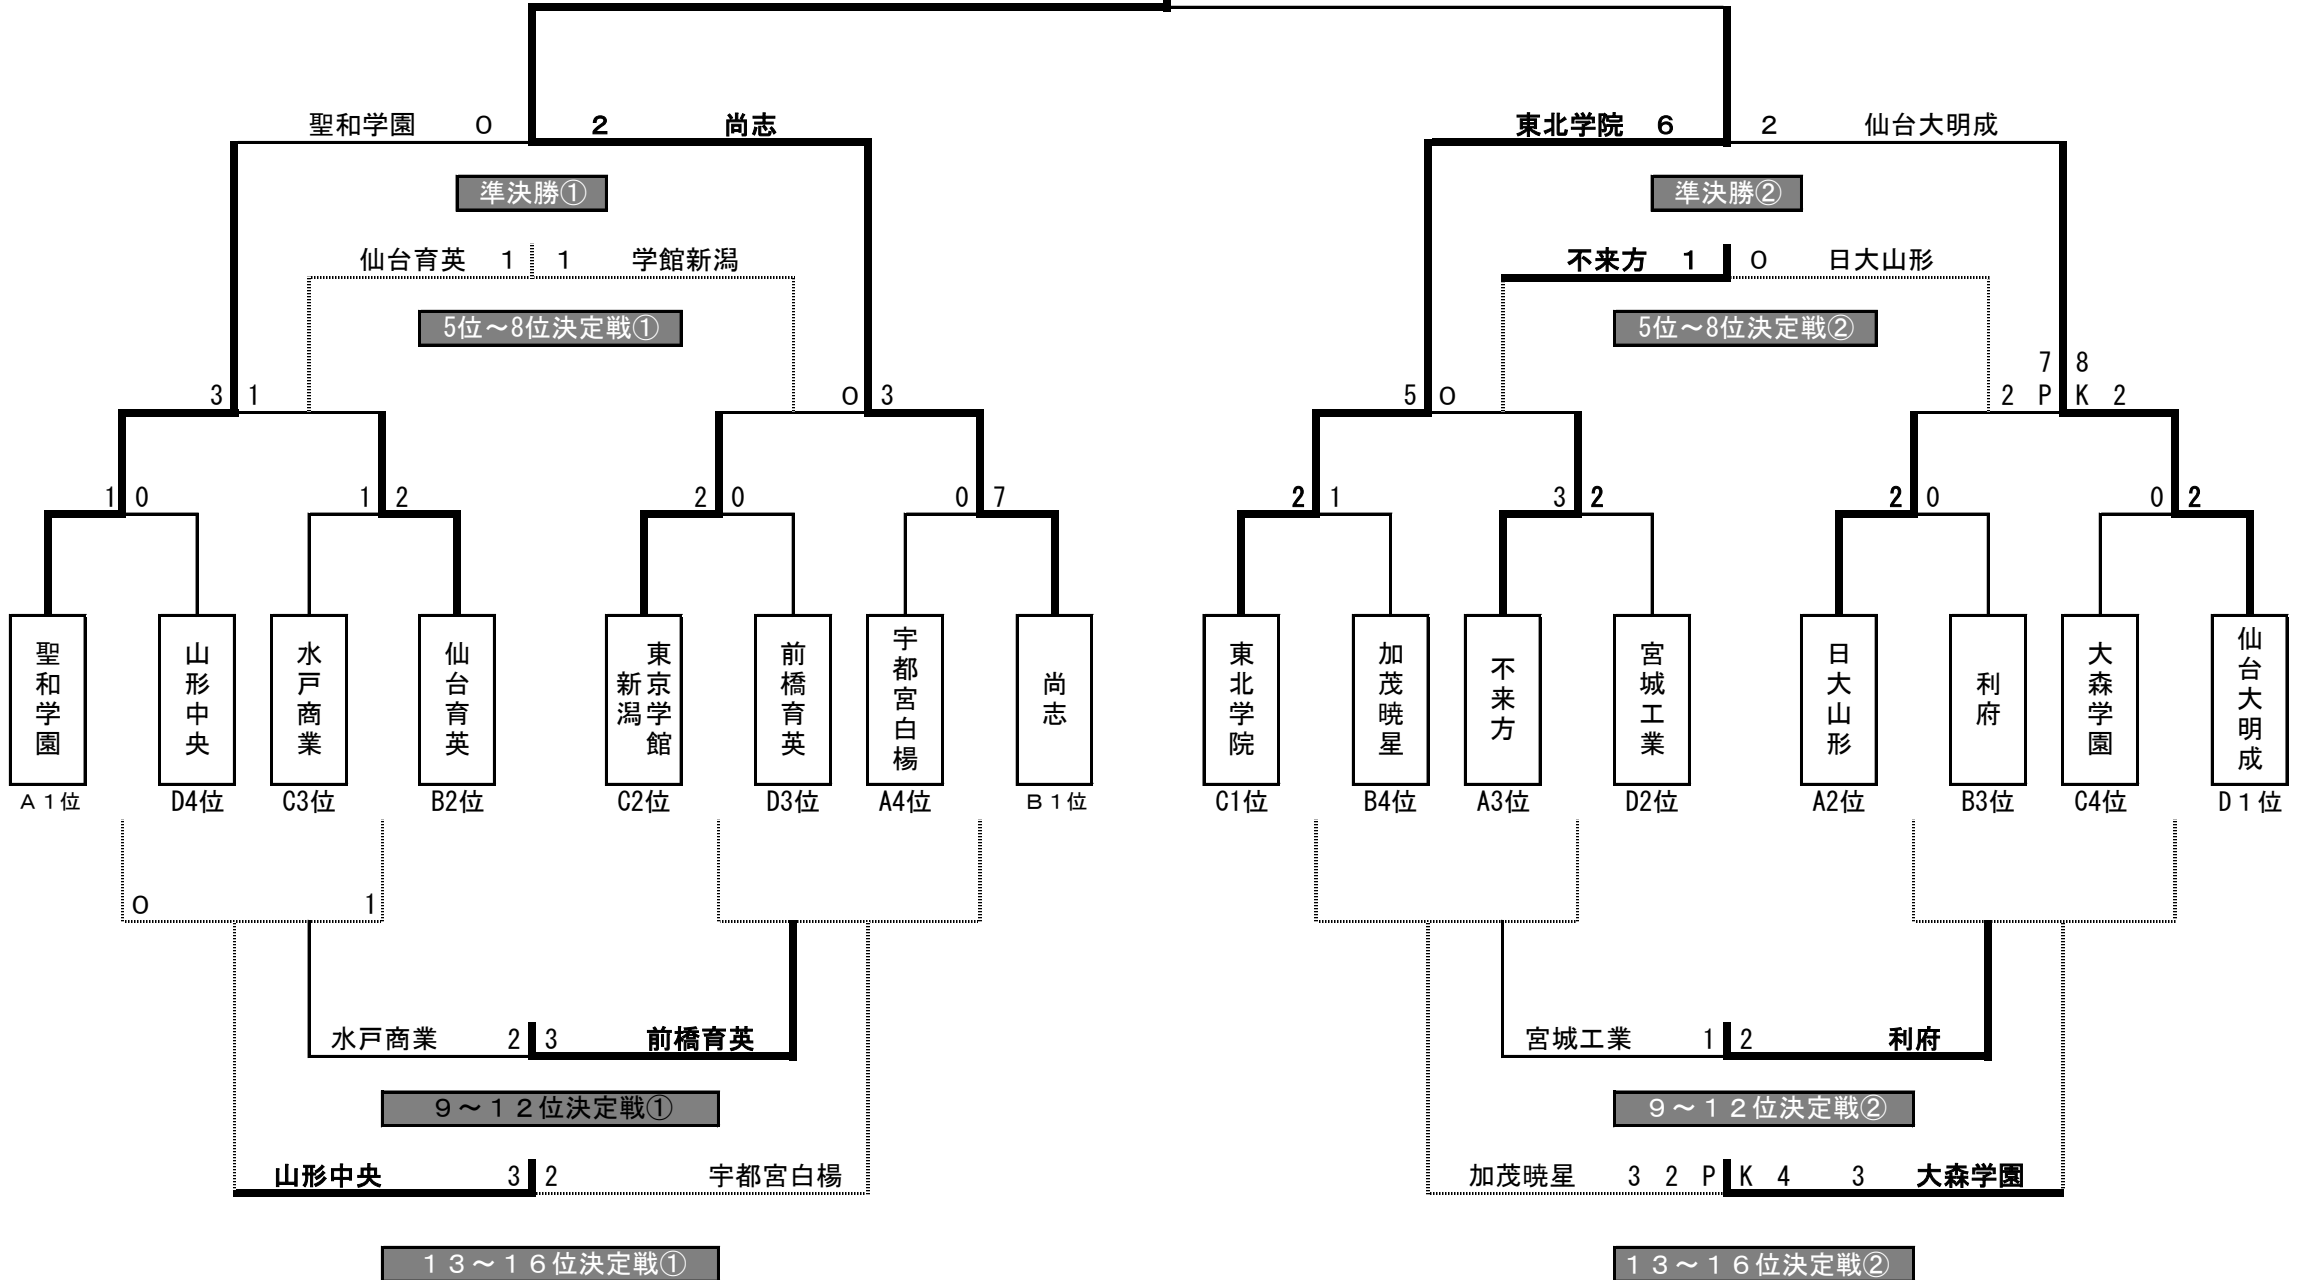 聖和学園 0 2 尚志 東北学院 6 2 仙台大明成
準決勝① 準決勝②
仙台育英 1 1 学館新潟 不来方 1 0 日大山形
5位～8位決定戦① 5位～8位決定戦②
7 8
3 1 0 3 5 0 2 P K 2
1 0 1 2 2 0 0 7 2 1 3 2 2 0 0 2
聖和学園 山形中央 水戸商業 仙台育英 東京学館新潟 前橋育英 宇都宮白楊 尚志 東北学院 加茂暁星 不来方 宮城工業 日大山形 利府 大森学園 仙台大明成
A１位 D4位 C3位 B2位 C2位 D3位 A4位 B１位 C1位 B4位 A3位 D2位 A2位 B3位 C4位 D１位
0 1
水戸商業 2 3 前橋育英 宮城工業 1 2 利府
９～１２位決定戦① ９～１２位決定戦②
山形中央 3 2 宇都宮白楊 加茂暁星 3 2 P K 4 3 大森学園
１３～１６位決定戦① １３～１６位決定戦②